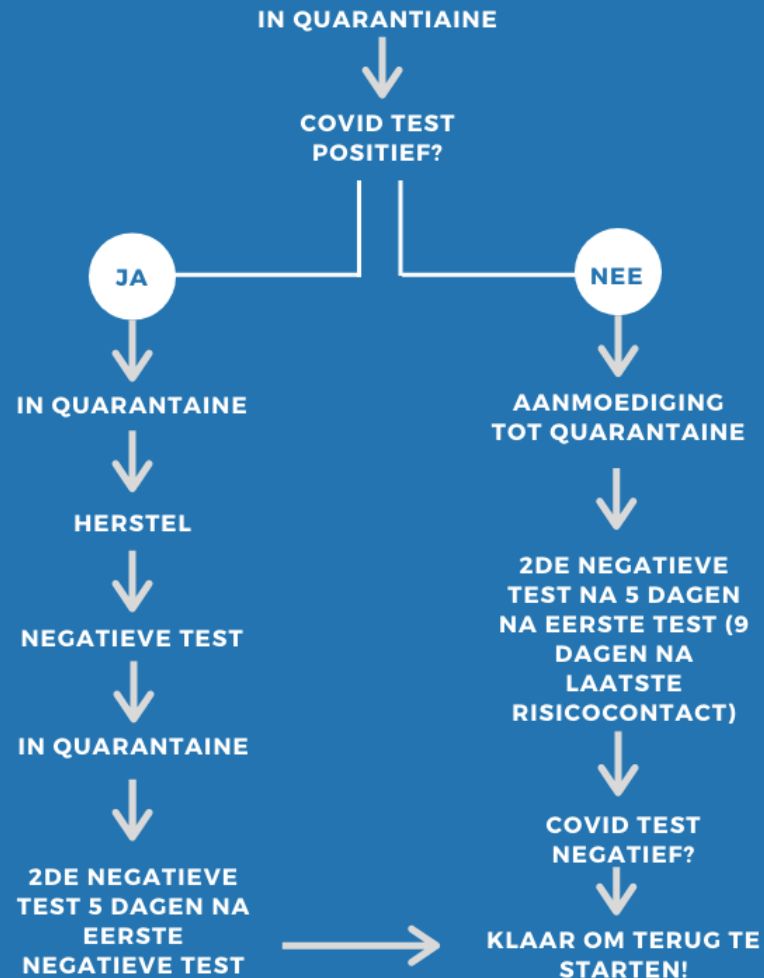 IN QUARANTIAINE
COVID TEST
POSITIEF?
JA
NEE
IN QUARANTAINE
HERSTEL
NEGATIEVE TEST
IN QUARANTAINE
2DE NEGATIEVE
TEST 5 DAGEN NA
EERSTE
NEGATIEVE TEST
AANMOEDIGING
TOT QUARANTAINE
2DE NEGATIEVE
TEST NA 5 DAGEN
NA EERSTE TEST (9
DAGEN NA
LAATSTE
RISICOCONTACT)
COVID TEST
NEGATIEF?
KLAAR OM TERUG TE
STARTEN!